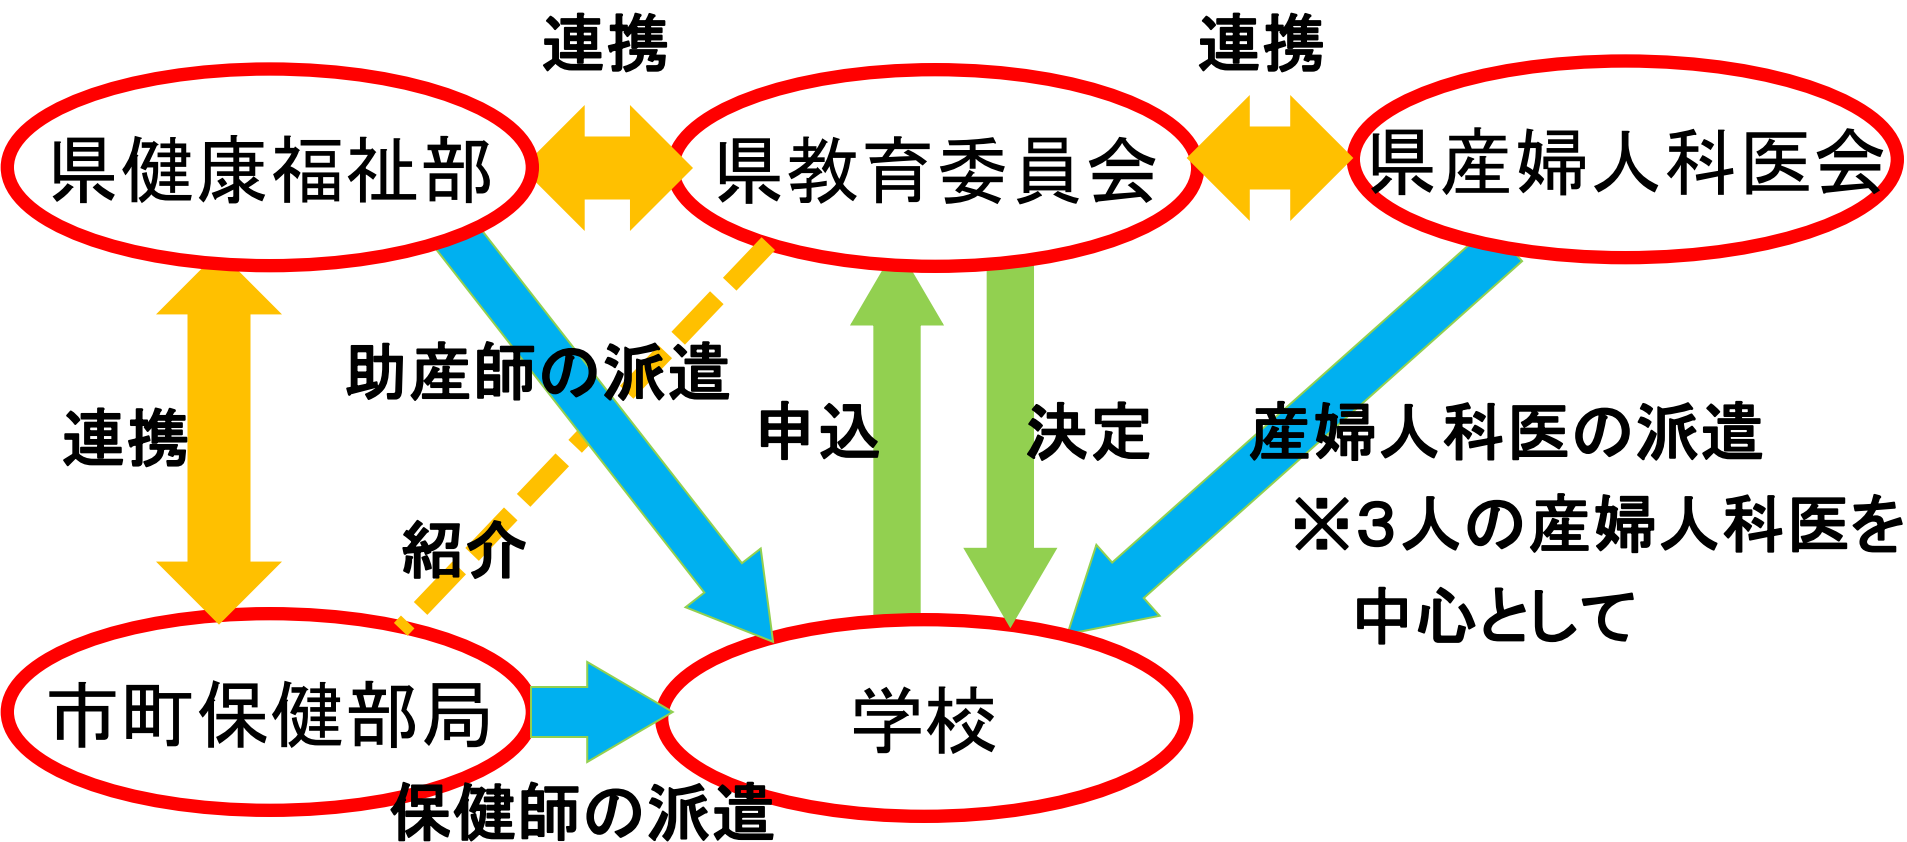 連携
連携
県健康福祉部
県教育委員会
県産婦人科医会
助産師の派遣
連携
申込
決定
産婦人科医の派遣
※３人の産婦人科医を
中心として
紹介
市町保健部局
学校
保健師の派遣